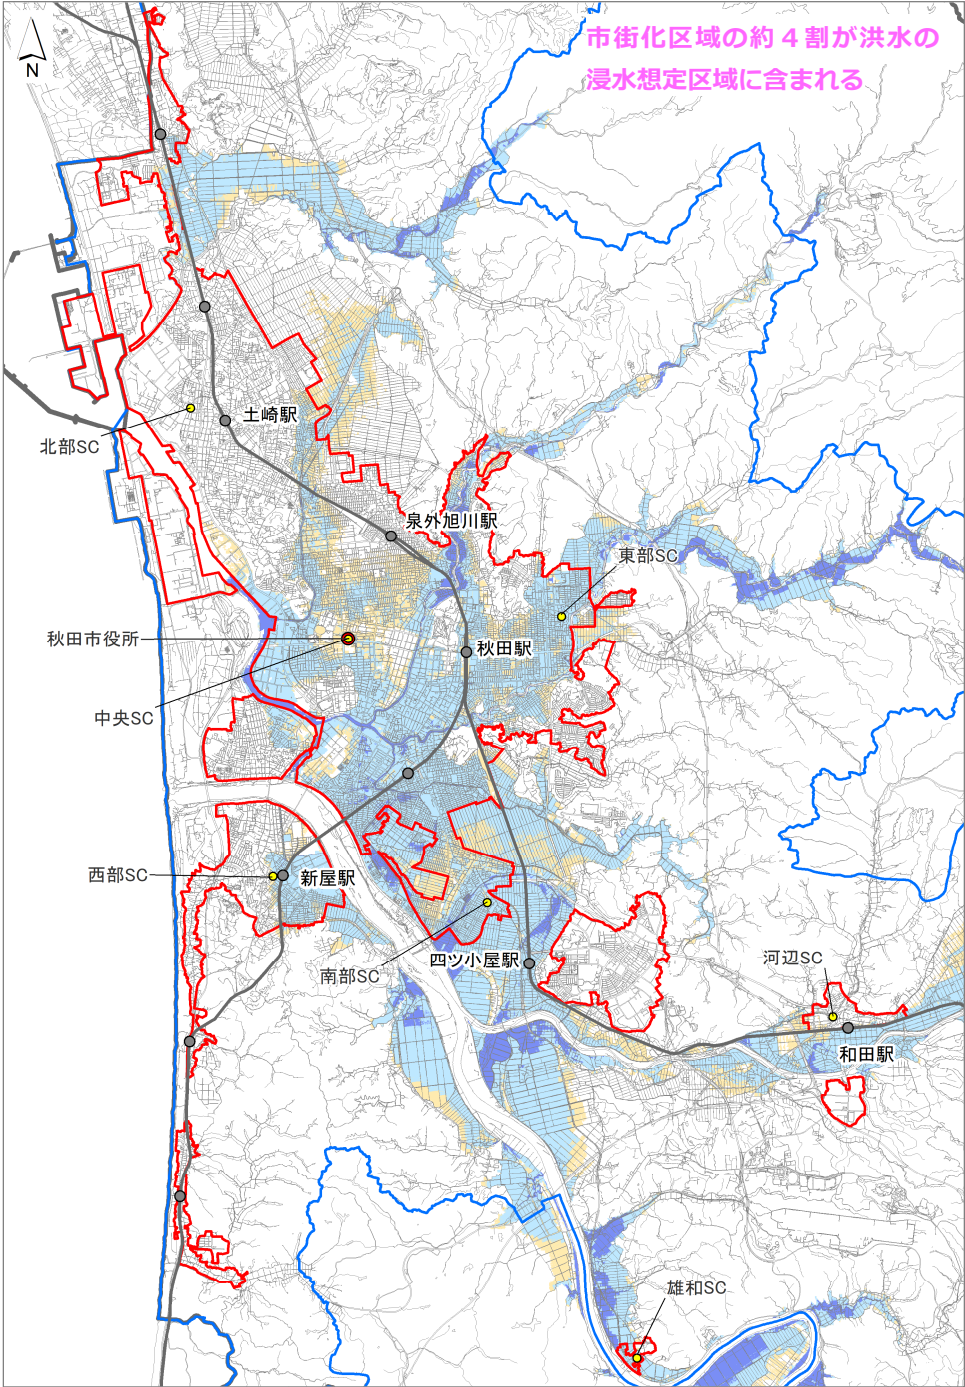 市街化区域の約4割が洪水の
浸水想定区域に含まれる
N
土崎駅
北部SC
泉外旭川駅
東部SC
秋田市役所
秋田駅
中央SC
西部SC
新屋駅
南部SC
四ツ小屋駅
河辺SC
和田駅
雄和SC